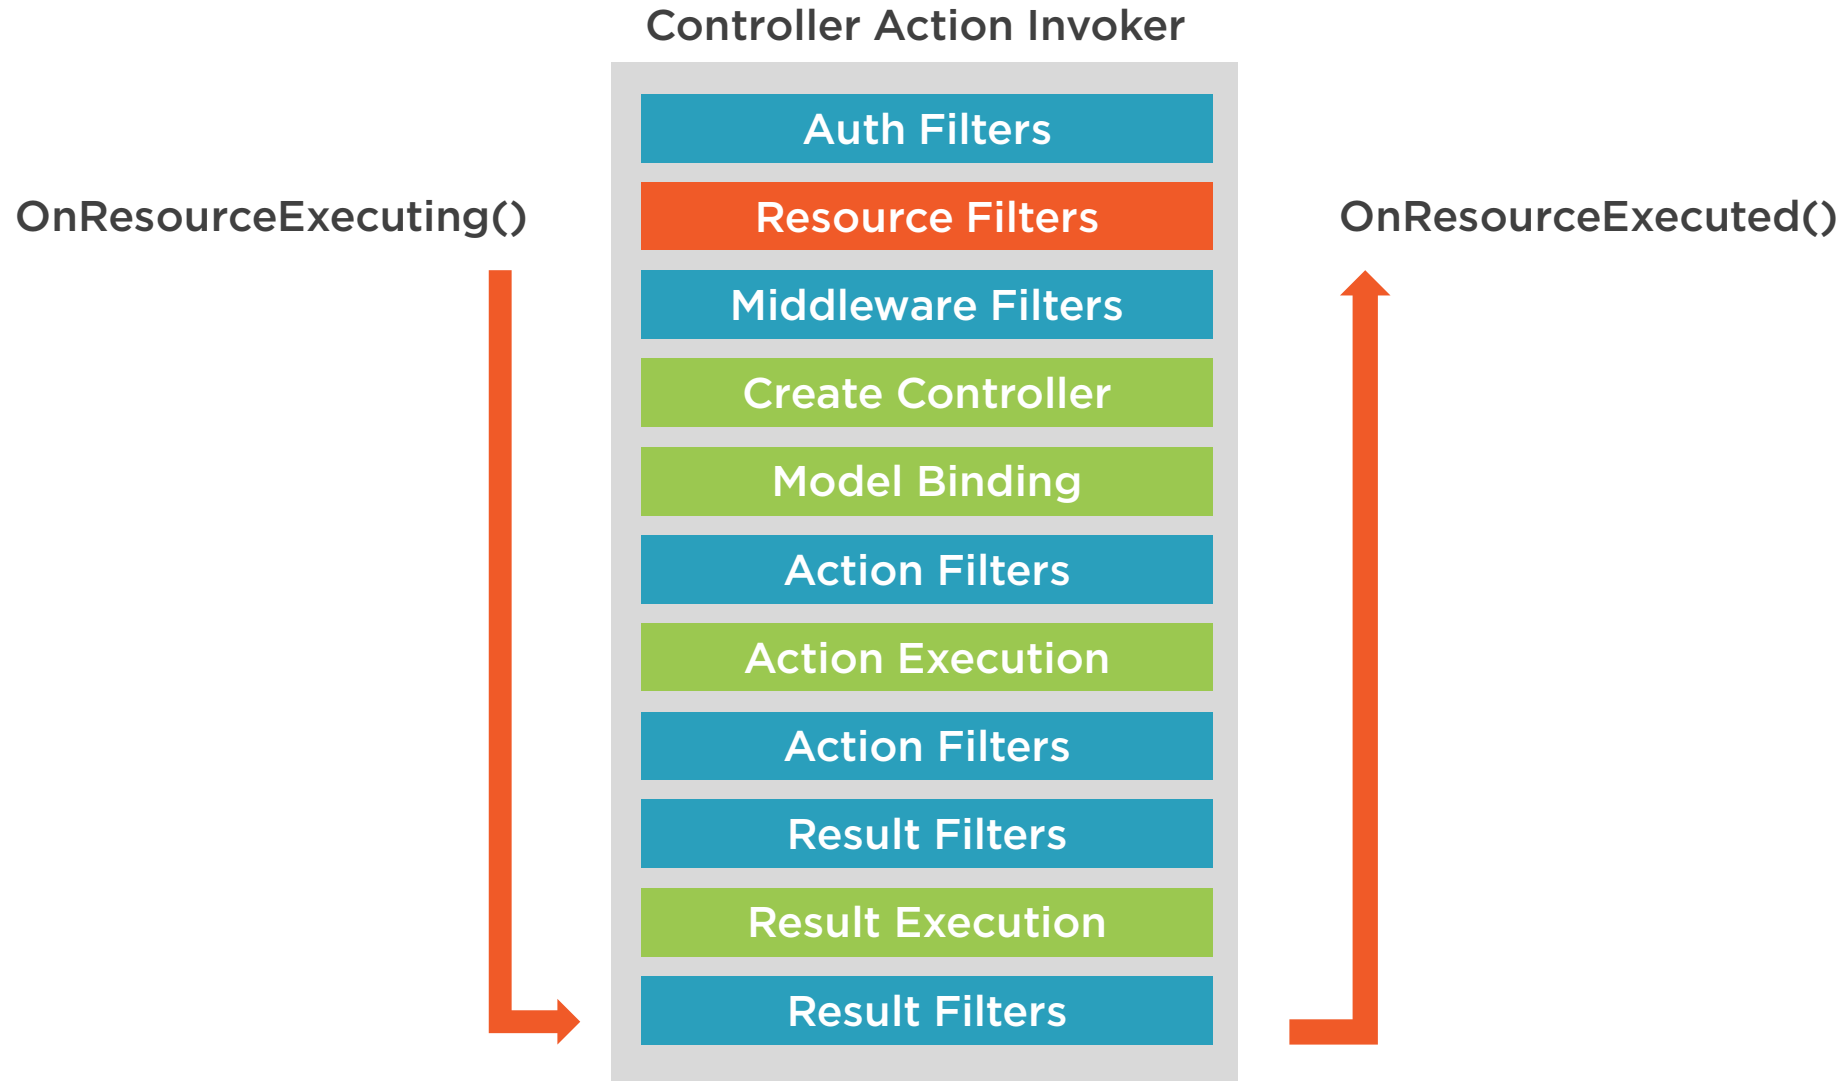 Controller Action Invoker
Auth Filters
OnResourceExecuting()
Resource Filters
OnResourceExecuted()
Middleware Filters
Create Controller
Model Binding
Action Filters
Action Execution
Action Filters
Result Filters
Result Execution
Result Filters